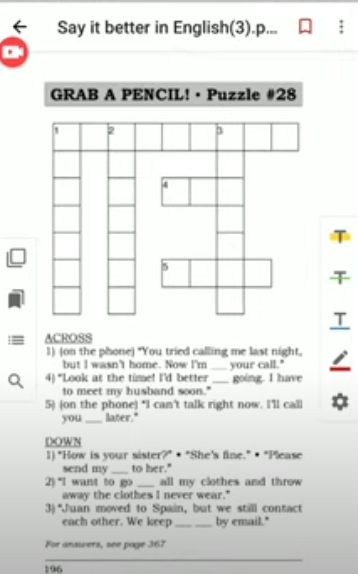 Say it better in English(3).p...
GRAB A PENCIL! • Puzzle #28
1
2
3
4
5
ACROSS
1) (on the phone) "You tried calling me last night,
but I wasn't home. Now I'm ___ your call."
4) "Look at the time! I'd better ___ going. I have
to meet my husband soon."
5) (on the phone) "I can't talk right now. I'll call
you ___ later."
DOWN
1) "How is your sister?" • "She's fine." • "Please
send my ___ to her."
2) "I want to go ___ all my clothes and throw
away the clothes I never wear."
3) "Juan moved to Spain, but we still contact
each other. We keep ___ ___ by email."
For answers, see page 367
196